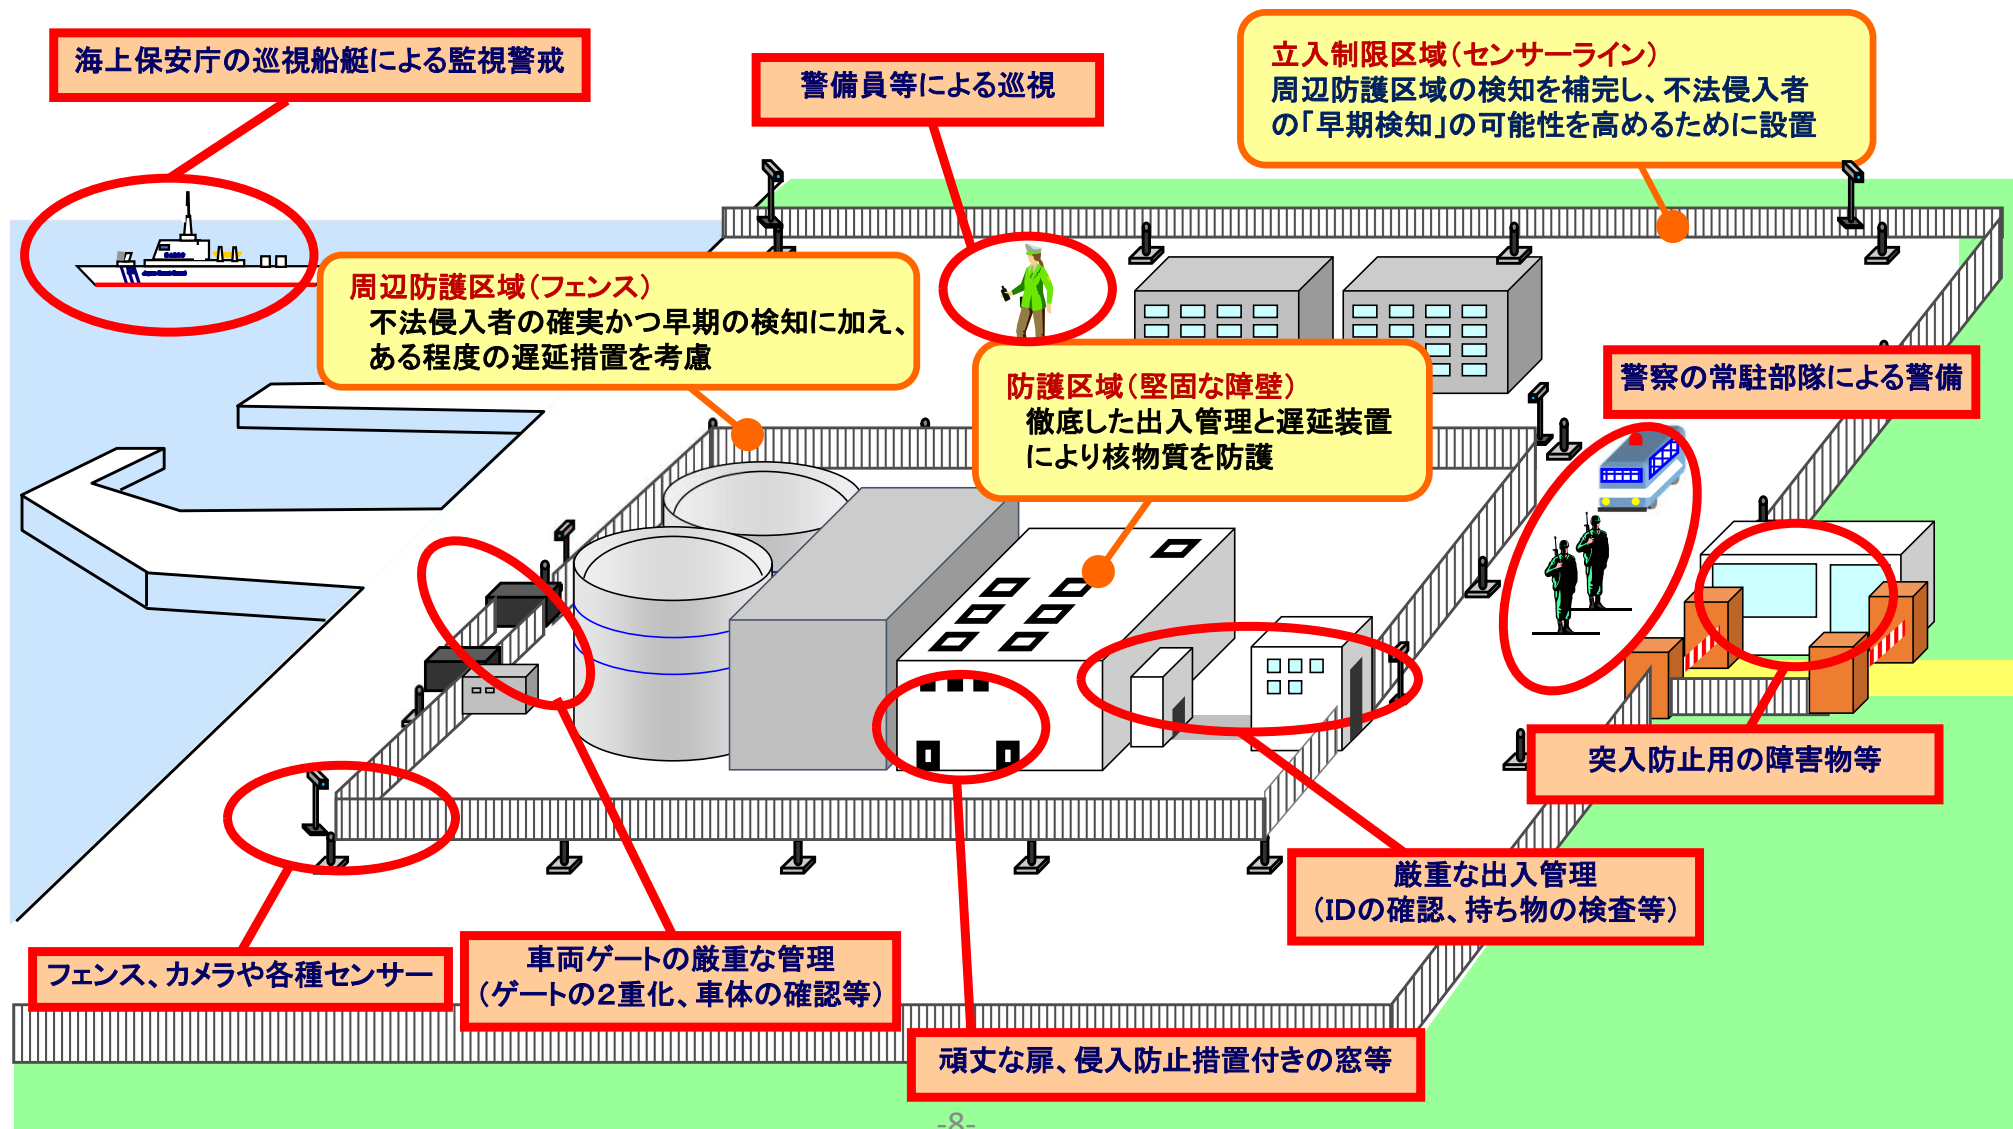 海上保安庁の巡視船艇による監視警戒
警備員等による巡視
立入制限区域(センサーライン)
周辺防護区域の検知を補完し、不法侵入者
の「早期検知」の可能性を高めるために設置
周辺防護区域(フェンス)
不法侵入者の確実かつ早期の検知に加え、
ある程度の遅延措置を考慮
防護区域(堅固な障壁)
徹底した出入管理と遅延装置
により核物質を防護
警察の常駐部隊による警備
突入防止用の障害物等
厳重な出入管理
(IDの確認、持ち物の検査等)
フェンス、カメラや各種センサー
車両ゲートの厳重な管理
(ゲートの2重化、車体の確認等)
頑丈な扉、侵入防止措置付きの窓等
-8-